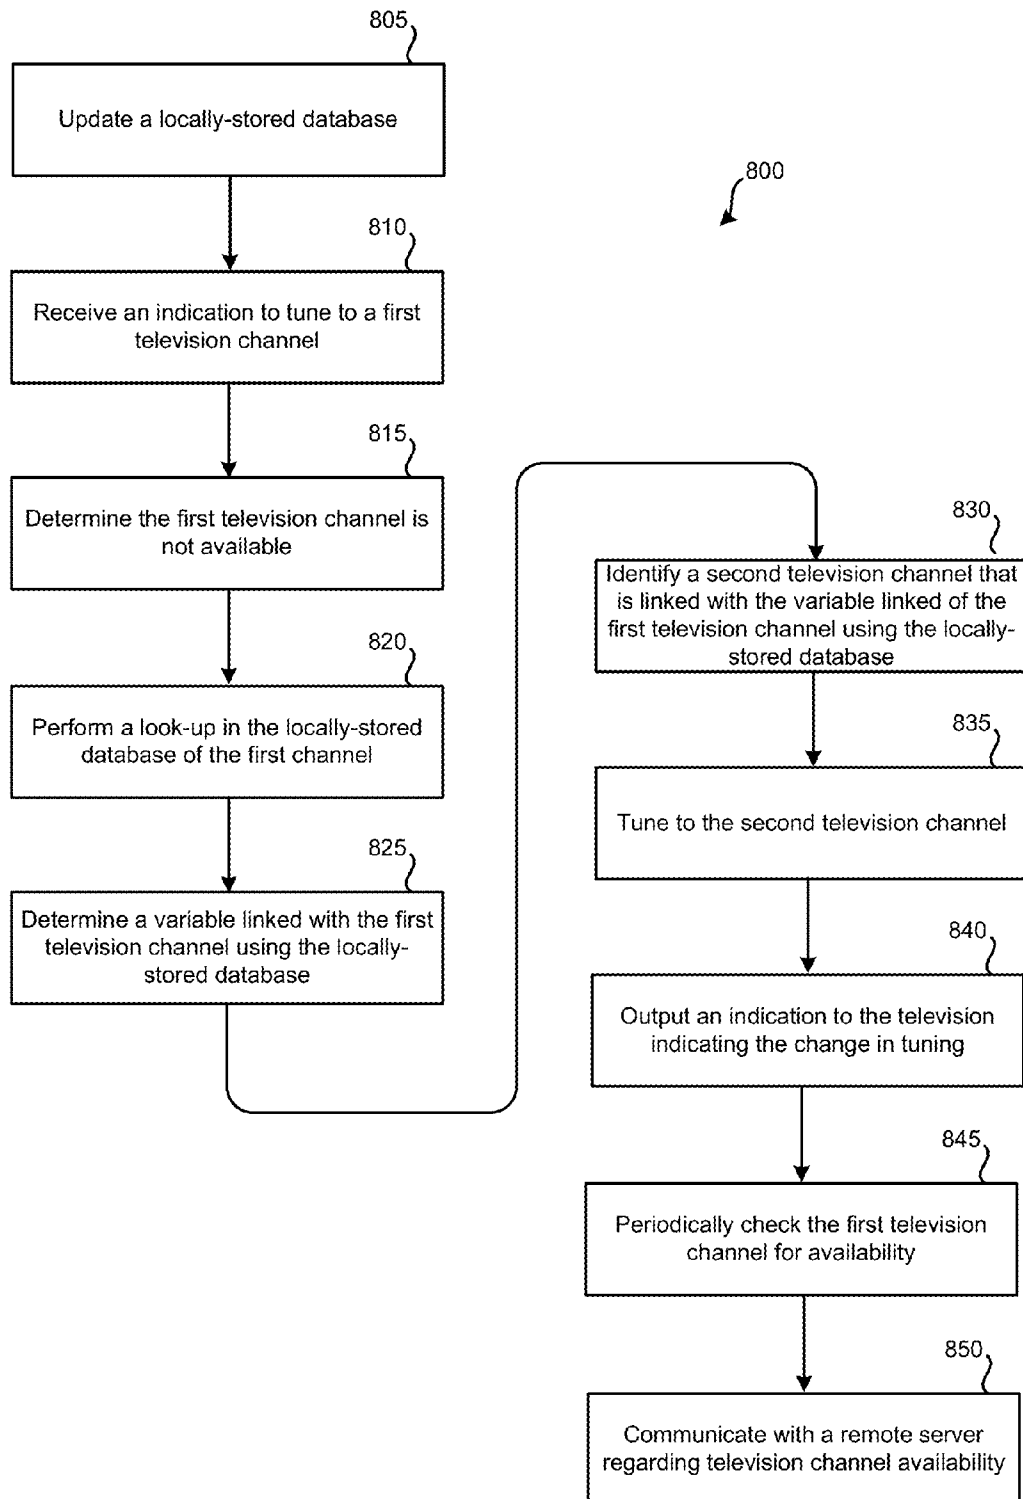 805
Update a locally-stored database
800
810
Receive an indication to tune to a first
television channel
815
Determine the first television channel is
not available
820
Perform a look-up in the locally-stored
database of the first channel
825
Determine a variable linked with the first
television channel using the locally-
stored database
830
Identify a second television channel that
is linked with the variable linked of the
first television channel using the locally-
stored database
835
Tune to the second television channel
840
Output an indication to the television
indicating the change in tuning
845
Periodically check the first television
channel for availability
850
Communicate with a remote server
regarding television channel availability